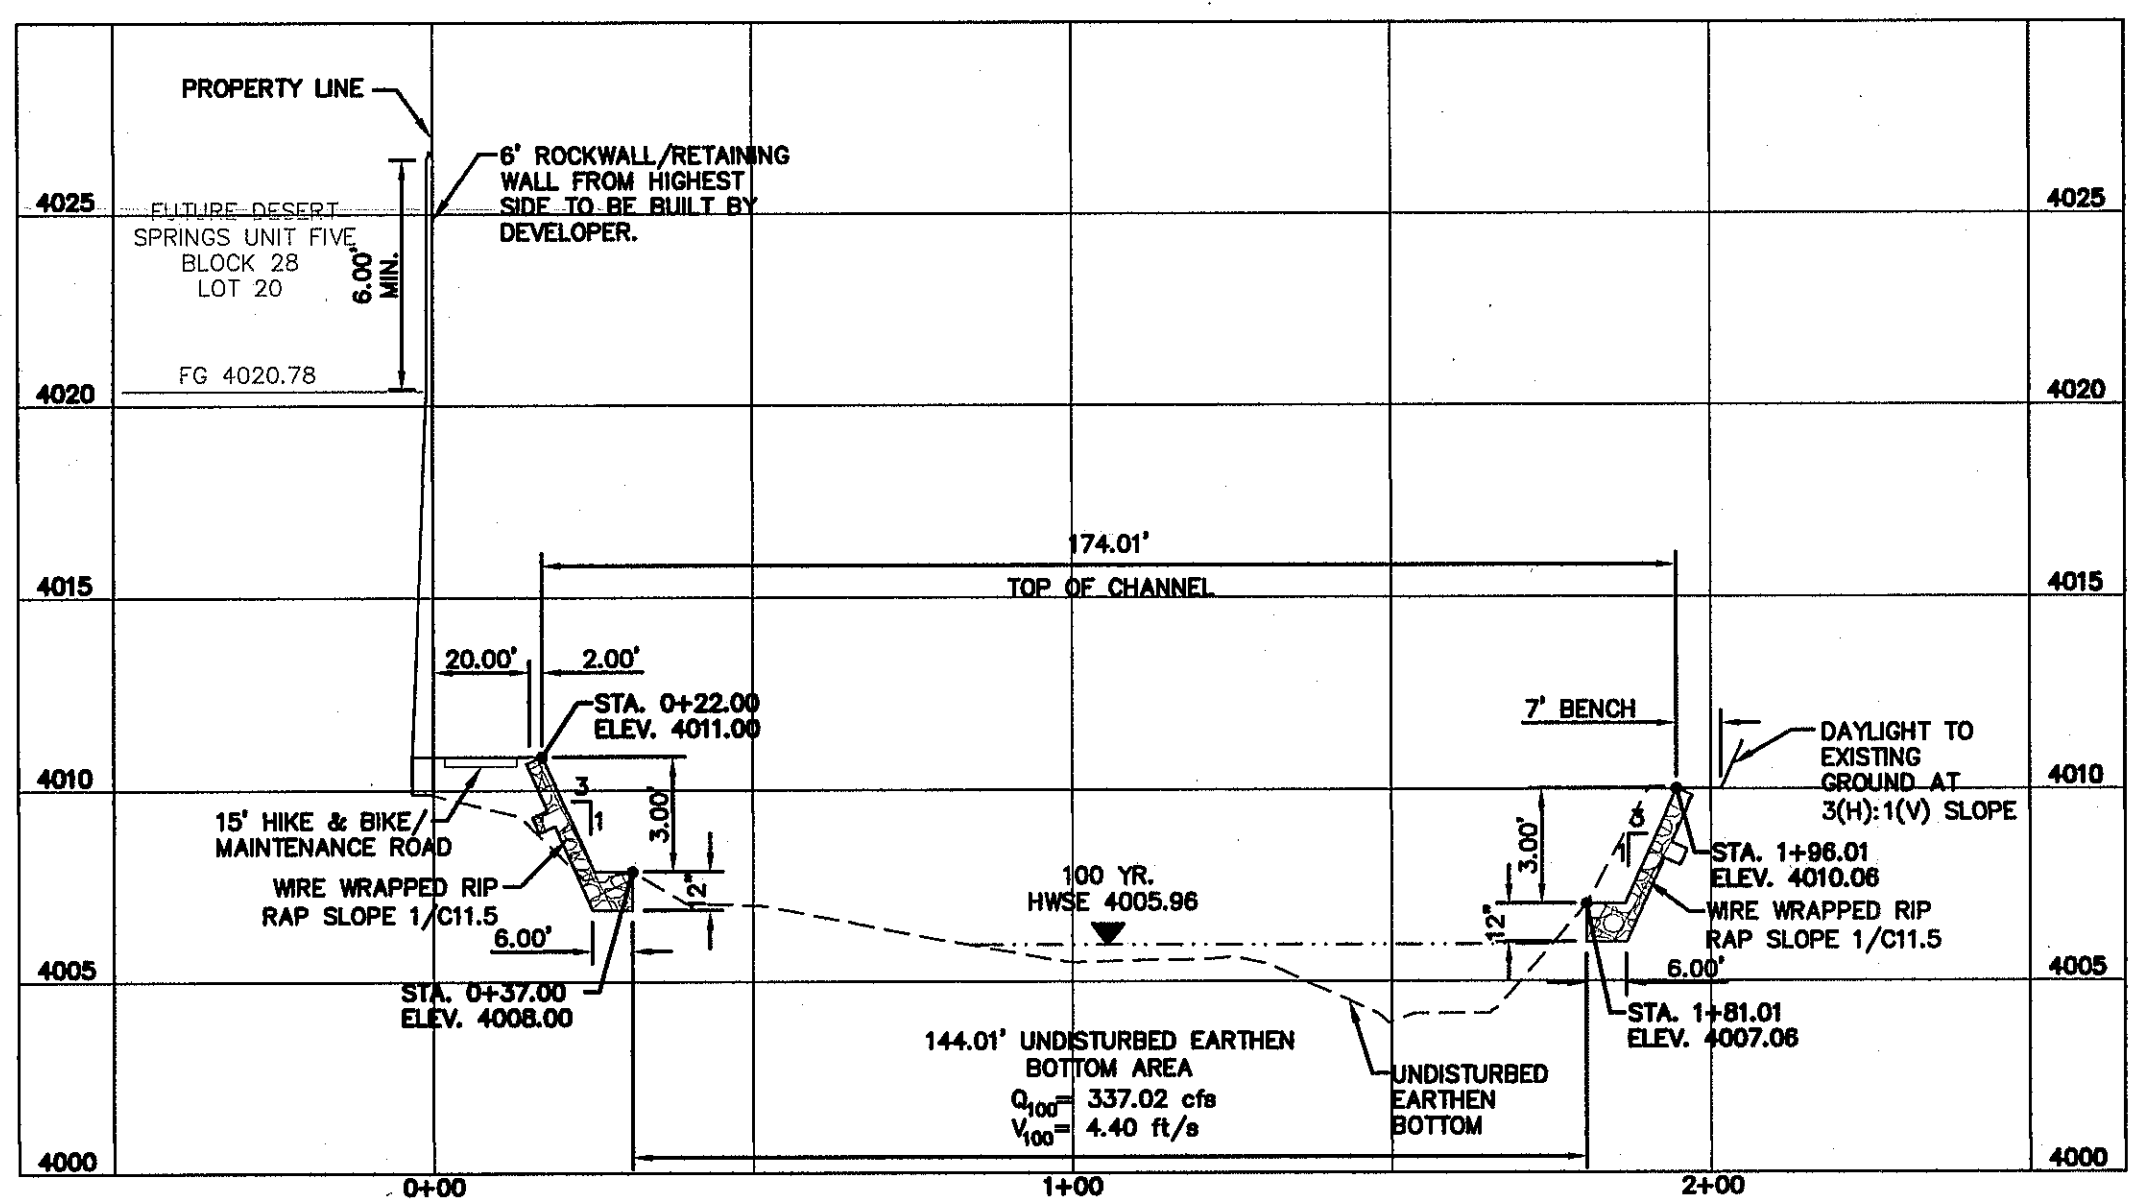 PROPERTY LINE
6' ROCKWALL/RETAINING
WALL FROM HIGHEST
SIDE TO BE BUILT BY
DEVELOPER.
4025
FUTURE DESERT
SPRINGS UNIT FIVE
BLOCK 28
LOT 20
6.00'
MIN.
4025
FG 4020.78
4020
4020
174.01'
TOP OF CHANNEL
4015
4015
20.00'
2.00'
STA. 0+22.00
ELEV. 4011.00
7' BENCH
DAYLIGHT TO
EXISTING
GROUND AT
3(H):1(V) SLOPE
4010
4010
3
1
3.00'
12"
15' HIKE & BIKE/
MAINTENANCE ROAD
WIRE WRAPPED RIP
RAP SLOPE 1/C11.5
6.00'
STA. 0+37.00
ELEV. 4008.00
100 YR.
HWSE 4005.96
3.00'
12"
3
1
STA. 1+96.01
ELEV. 4010.06
WIRE WRAPPED RIP
RAP SLOPE 1/C11.5
6.00'
STA. 1+81.01
ELEV. 4007.06
4005
4005
144.01' UNDISTURBED EARTHEN
BOTTOM AREA
Q100= 337.02 cfs
V100= 4.40 ft/s
UNDISTURBED
EARTHEN
BOTTOM
4000
4000
0+00
1+00
2+00